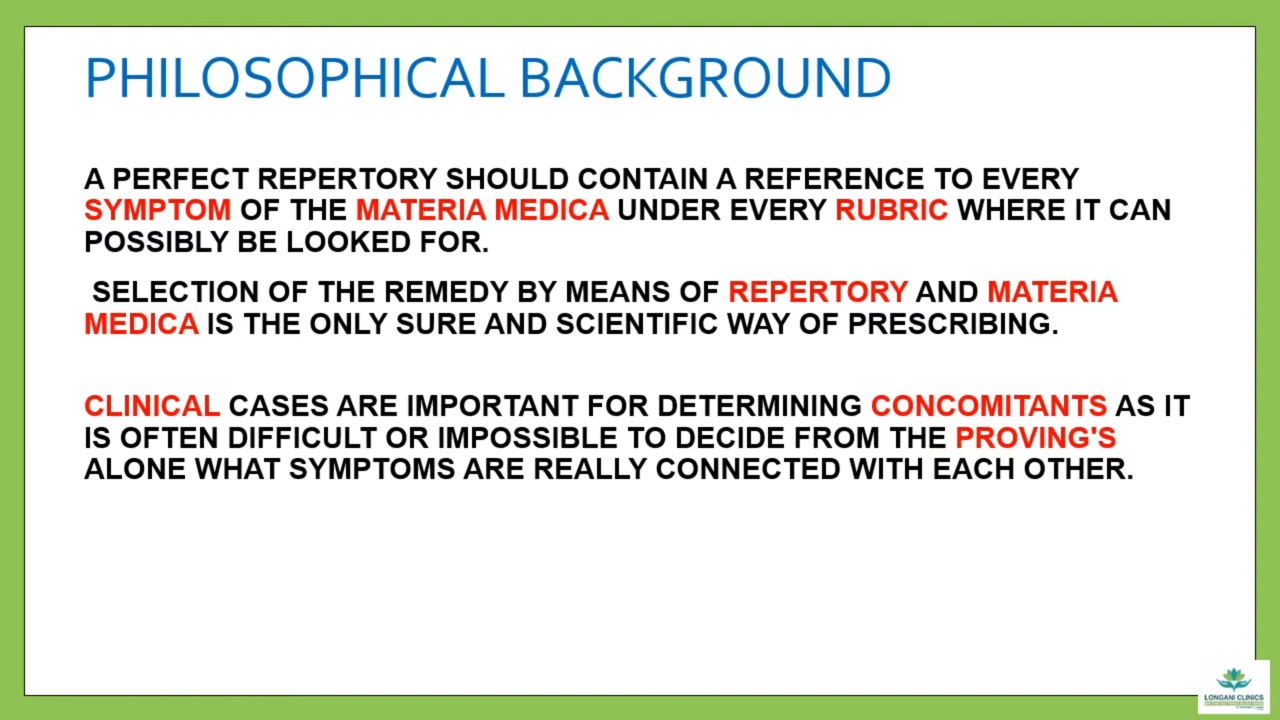 PHILOSOPHICAL BACKGROUND
A PERFECT REPERTORY SHOULD CONTAIN A REFERENCE TO EVERY
SYMPTOM OF THE MATERIA MEDICA UNDER EVERY RUBRIC WHERE IT CAN
POSSIBLY BE LOOKED FOR.
SELECTION OF THE REMEDY BY MEANS OF REPERTORY AND MATERIA
MEDICA IS THE ONLY SURE AND SCIENTIFIC WAY OF PRESCRIBING.
CLINICAL CASES ARE IMPORTANT FOR DETERMINING CONCOMITANTS AS IT
IS OFTEN DIFFICULT OR IMPOSSIBLE TO DECIDE FROM THE PROVING'S
ALONE WHAT SYMPTOMS ARE REALLY CONNECTED WITH EACH OTHER.
LONGANI CLINICS